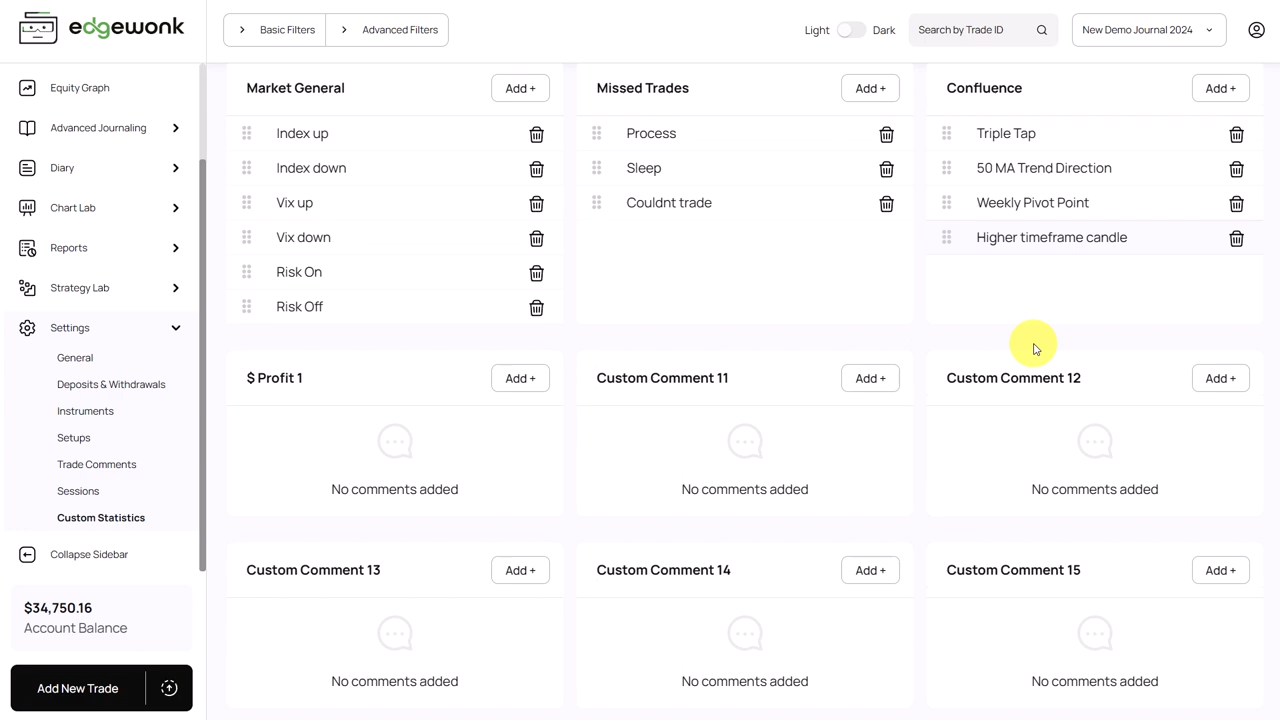 edgewonk
Basic Filters
Advanced Filters
Light
Dark
Search by Trade ID
New Demo Journal 2024
Equity Graph
Advanced Journaling
Diary
Chart Lab
Reports
Strategy Lab
Settings
General
Deposits & Withdrawals
Instruments
Setups
Trade Comments
Sessions
Custom Statistics
Collapse Sidebar
$34,750.16
Account Balance
Add New Trade
Market General
Add +
Index up
Index down
Vix up
Vix down
Risk On
Risk Off
Missed Trades
Add +
Process
Sleep
Couldnt trade
Confluence
Add +
Triple Tap
50 MA Trend Direction
Weekly Pivot Point
Higher timeframe candle
$ Profit 1
Add +
No comments added
Custom Comment 11
Add +
No comments added
Custom Comment 12
Add +
No comments added
Custom Comment 13
Add +
No comments added
Custom Comment 14
Add +
No comments added
Custom Comment 15
Add +
No comments added